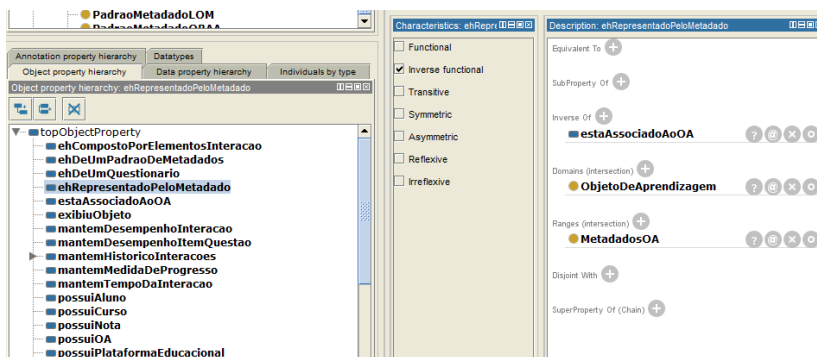 PadraoMetadadoLOM
PadraoMetadadoOBAA
Annotation property hierarchy
Datatypes
Object property hierarchy
Data property hierarchy
Individuals by type
Object property hierarchy: ehRepresentadoPeloMetadado
topObjectProperty
ehCompostoPorElementosInteracao
ehDeUmPadraoDeMetadados
ehDeUmQuestionario
ehRepresentadoPeloMetadado
estaAssociadoAoOA
exibiuObjeto
mantemDesempenhoInteracao
mantemDesempenhoItemQuestao
mantemHistoricoInteracoes
mantemMedidaDeProgresso
mantemTempoDaInteracao
possuiAluno
possuiCurso
possuiNota
possuiOA
possuiPlataformaEducacional
Characteristics: ehRepre
Functional
Inverse functional
Transitive
Symmetric
Asymmetric
Reflexive
Irreflexive
Description: ehRepresentadoPeloMetadado
Equivalent To
SubProperty Of
Inverse Of
estaAssociadoAoOA
Domains (intersection)
ObjetoDeAprendizagem
Ranges (intersection)
MetadadosOA
Disjoint With
SuperProperty Of (Chain)